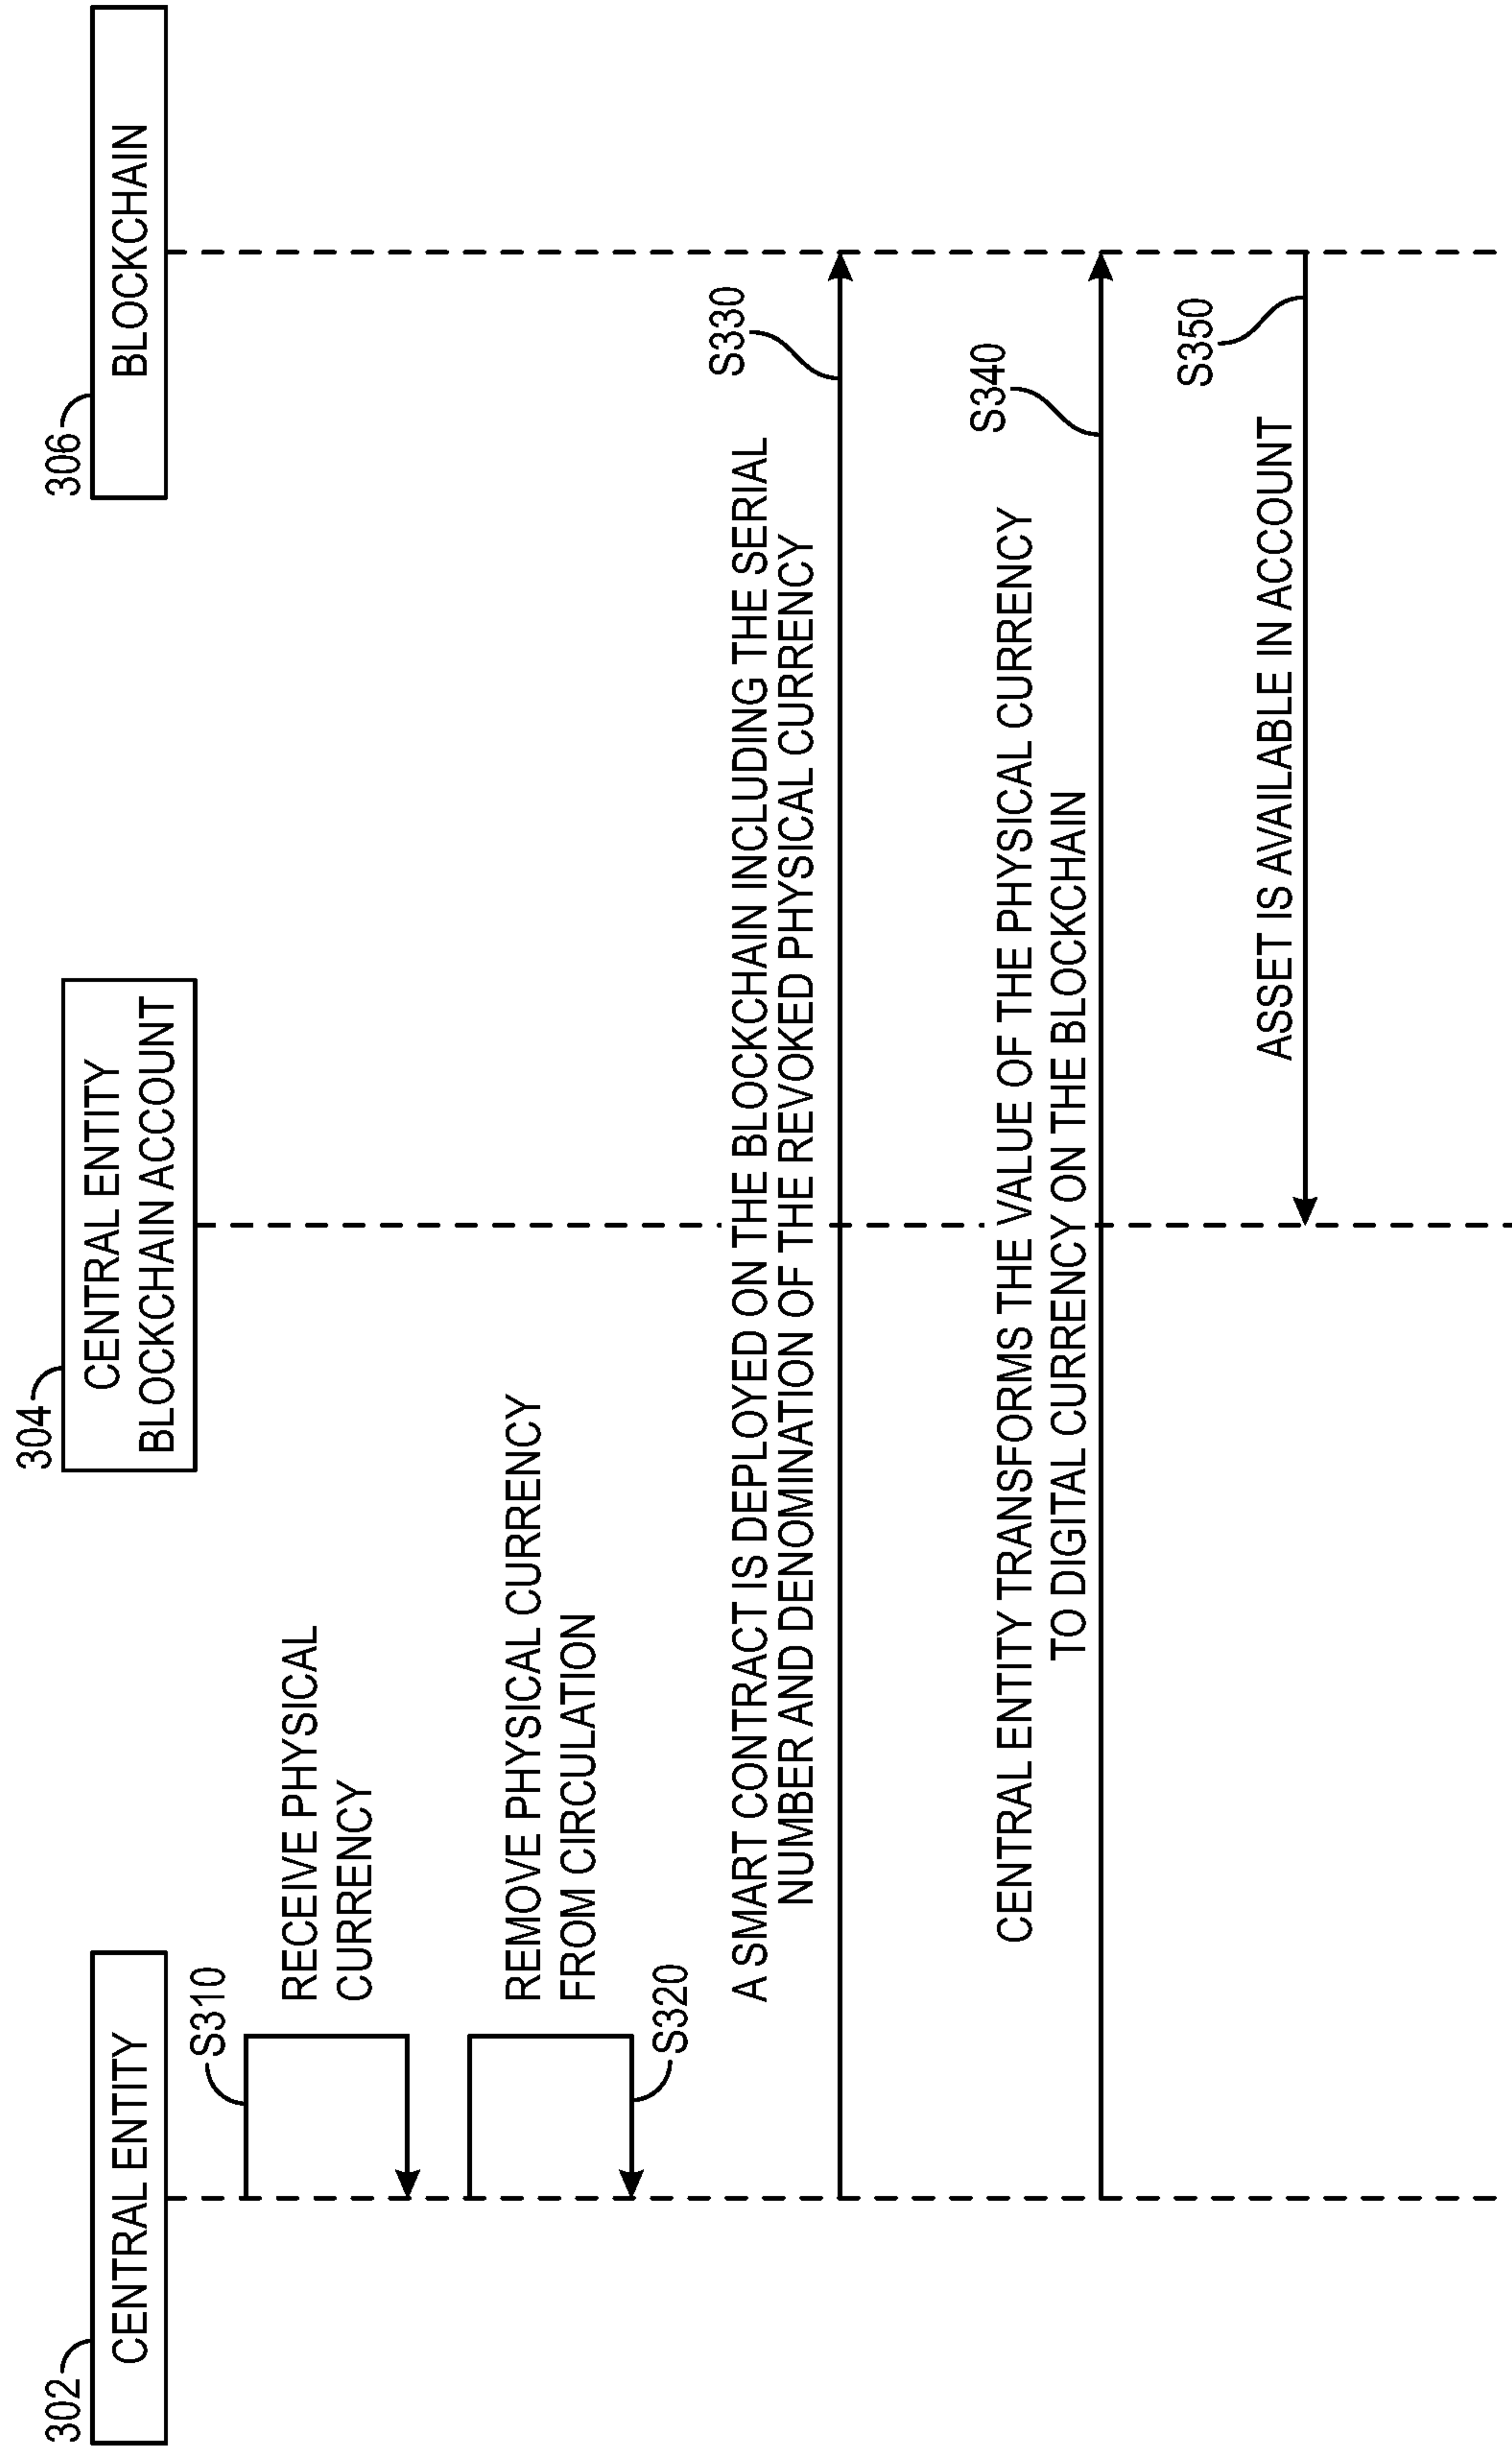 302
CENTRAL ENTITY
304
CENTRAL ENTITY
BLOCKCHAIN ACCOUNT
306
BLOCKCHAIN
S310
RECEIVE PHYSICAL
CURRENCY
REMOVE PHYSICAL CURRENCY
FROM CIRCULATION
S320
A SMART CONTRACT IS DEPLOYED ON THE BLOCKCHAIN INCLUDING THE SERIAL
NUMBER AND DENOMINATION OF THE REVOKED PHYSICAL CURRENCY
S330
CENTRAL ENTITY TRANSFORMS THE VALUE OF THE PHYSICAL CURRENCY
TO DIGITAL CURRENCY ON THE BLOCKCHAIN
S340
ASSET IS AVAILABLE IN ACCOUNT
S350